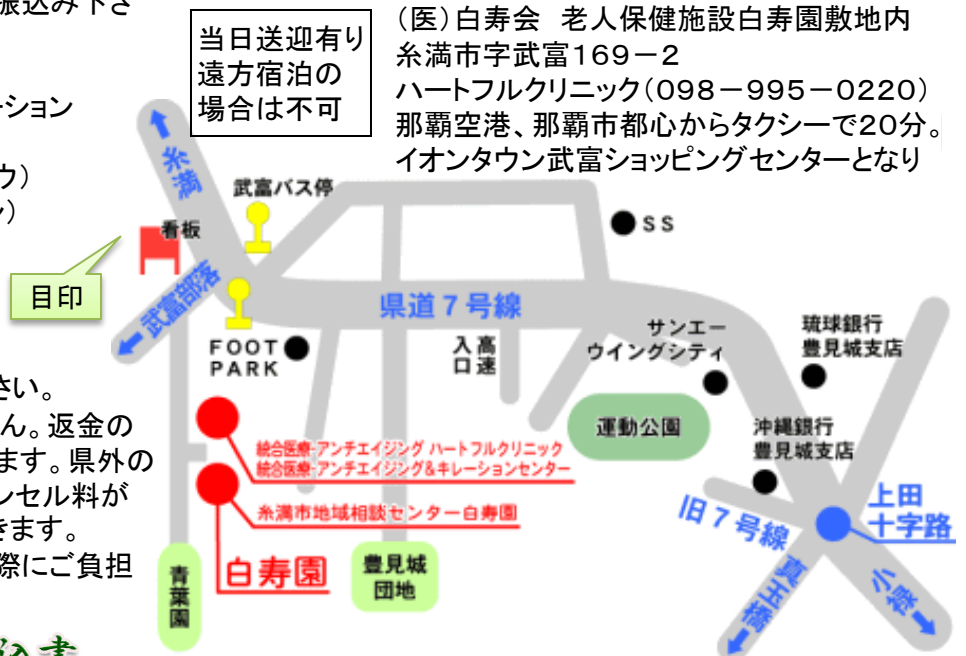 振込み下さ
ーション
ウ）
ン）
当日送迎有り
遠方宿泊の
場合は不可
（医）白寿会　老人保健施設白寿園敷地内
糸満市字武富１６９－２
ハートフルクリニック（０９８－９９５－０２２０）
那覇空港、那覇市都心からタクシーで２０分。
イオンタウン武富ショッピングセンターとなり
糸満
武富バス停
看板
SS
目印
武富部落
県道７号線
FOOT
PARK
高速
入口
サンエー
ウイングシティ
琉球銀行
豊見城支店
運動公園
沖縄銀行
豊見城支店
さい。
ん。返金の
ます。県外の
ンセル料が
きます。
際にご負担
統合医療・アンチエイジング ハートフルクリニック
統合医療・アンチエイジング&キレーションセンター
糸満市地域相談センター白寿園
白寿園
旧７号線
上田
十字路
青葉園
豊見城
団地
真玉橋
小禄